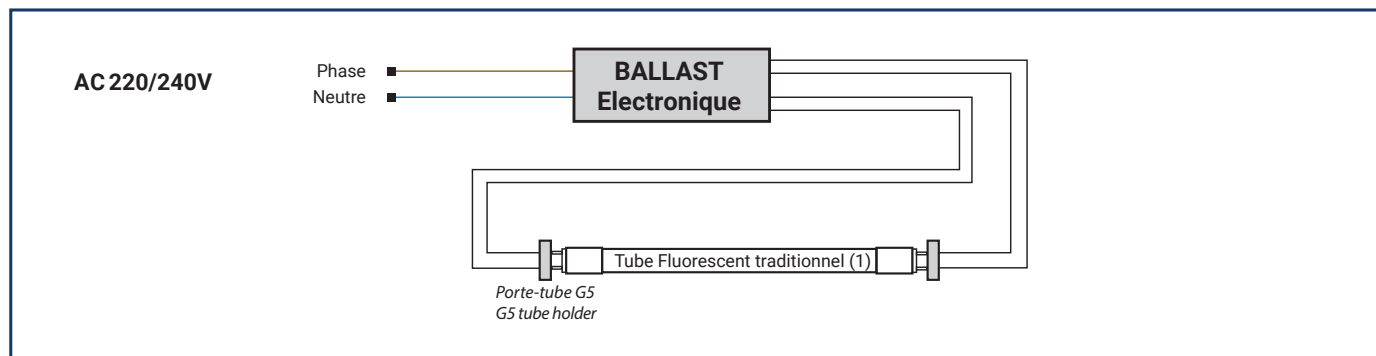 AC 220/240V
Phase
Neutre
BALLAST
Electronique
Tube Fluorescent traditionnel (1)
Porte-tube G5
G5 tube holder